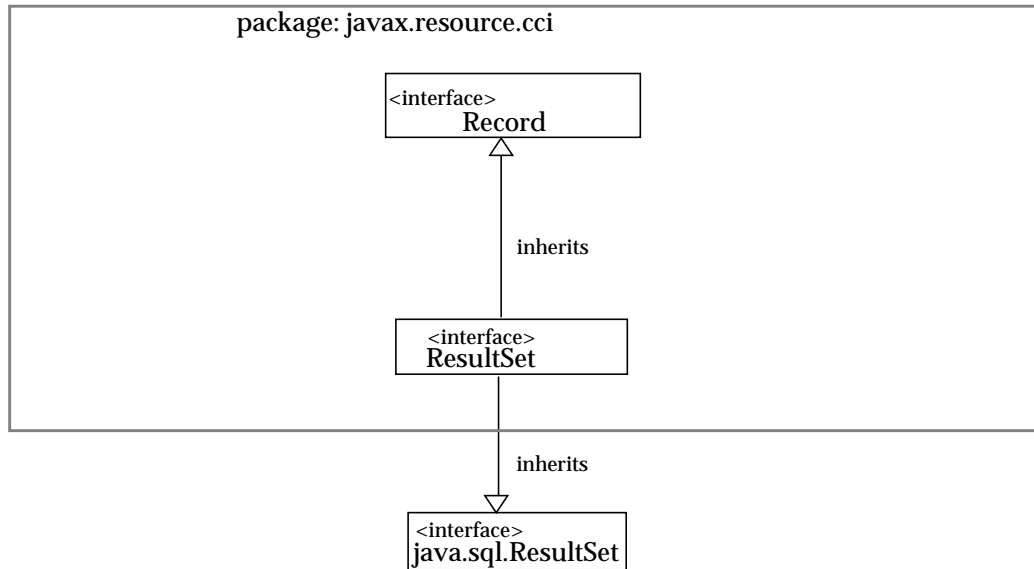 package: javax.resource.cci
<interface>
Record
inherits
<interface>
ResultSet
inherits
<interface>
java.sql.ResultSet